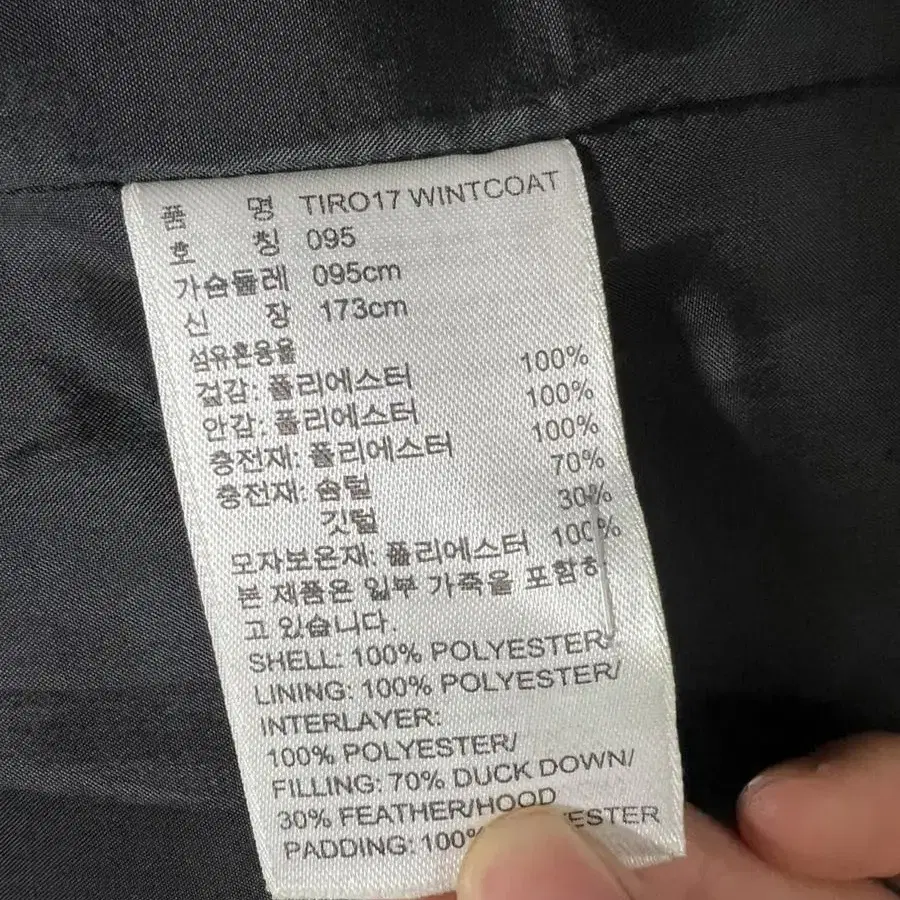 품 명 TIRO17 WINTCOAT
호 칭 095
가슴둘레 095cm
신 장 173cm
섬유혼용율
겉감: 폴리에스터 100%
안감: 폴리에스터 100%
충전재: 폴리에스터 100%
충전재: 솜털 70%
깃털 30%
모자보온재: 폴리에스터 100%
본 제품은 일부 가죽을 포함하
고 있습니다.
SHELL: 100% POLYESTER/
LINING: 100% POLYESTER/
INTERLAYER:
100% POLYESTER/
FILLING: 70% DUCK DOWN/
30% FEATHER/HOOD
PADDING: 100%